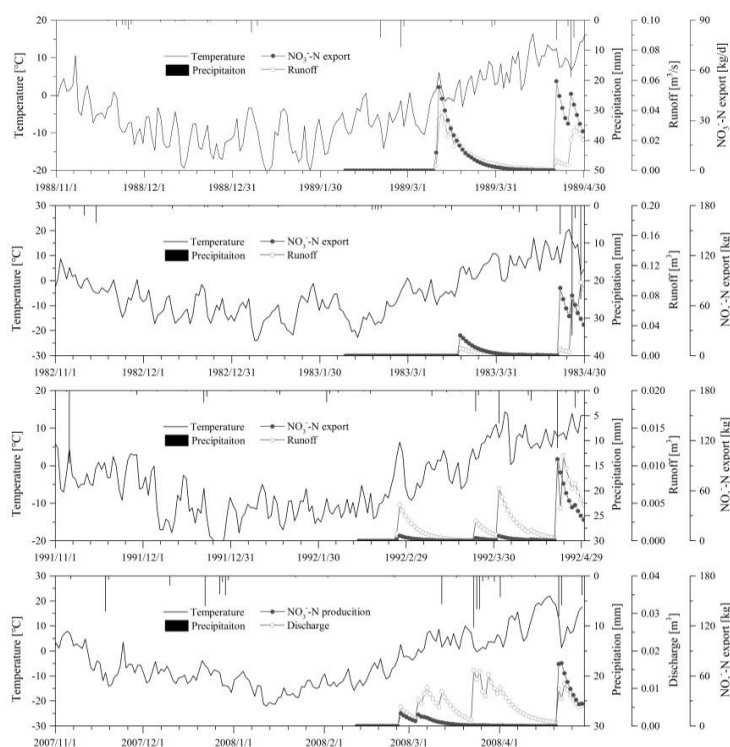 20 0 0.10 90
10 10 0.08
60
0 20 0.06
30 0.04
-10 30
40 0.02
-20 50 0.00 0
Temperature [°C]
Temperature NO₃⁻-N export
Precipitaiton Runoff
Precipitation [mm]
Runoff [m³/s]
NO₃⁻-N export [kg/d]
1988/11/1 1988/12/1 1988/12/31 1989/1/30 1989/3/1 1989/3/31 1989/4/30
30 0 0.20 180
20
10 10 0.16
120
0 0.12
20
-10 0.08 60
30
-20 0.04
-30 40 0.00 0
Temperature [°C]
Temperature NO₃⁻-N export
Precipitaiton Runoff
Precipitation [mm]
Runoff [m³]
NO₃⁻-N export [kg]
1982/11/1 1982/12/1 1982/12/31 1983/1/30 1983/3/1 1983/3/31 1983/4/30
20 0 0.020 180
5
10 10 0.015 120
0 15 0.010
-10 20 0.005 60
25
-20 30 0.000 0
Temperature [°C]
Temperature NO₃⁻-N export
Precipitaiton Runoff
Precipitation [mm]
Runoff [m³]
NO₃⁻-N export [kg]
1991/11/1 1991/12/1 1991/12/31 1992/1/30 1992/2/29 1992/3/30 1992/4/29
30 0 0.04 180
20
10 10 0.03 120
0 0.02
-10 20 0.01 60
-20
-30 30 0.00 0
Temperature [°C]
Temperature NO₃⁻-N producition
Precipitaiton Discharge
Precipitation [mm]
Discharge [m³]
NO₃⁻-N export [kg]
2007/11/1 2007/12/1 2008/1/1 2008/2/1 2008/3/1 2008/4/1